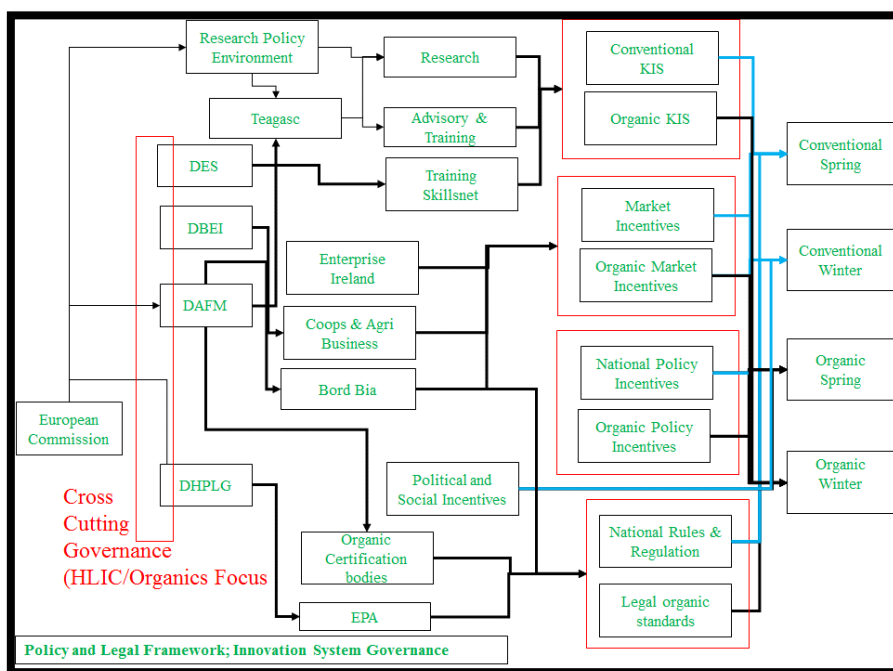 Research Policy
Environment
Research
Conventional
KIS
Teagasc
Advisory &
Training
Organic KIS
Conventional
Spring
DES
Training
Skillsnet
DBEI
Market
Incentives
Enterprise
Ireland
Organic Market
Incentives
Conventional
Winter
DAFM
Coops & Agri
Business
National Policy
Incentives
Organic
Spring
Bord Bia
European
Commission
Organic Policy
Incentives
DHPLG
Political and
Social Incentives
Organic
Winter
Cross
Cutting
Governance
(HLIC/Organics Focus
Organic
Certification
bodies
National Rules &
Regulation
EPA
Legal organic
standards
Policy and Legal Framework; Innovation System Governance